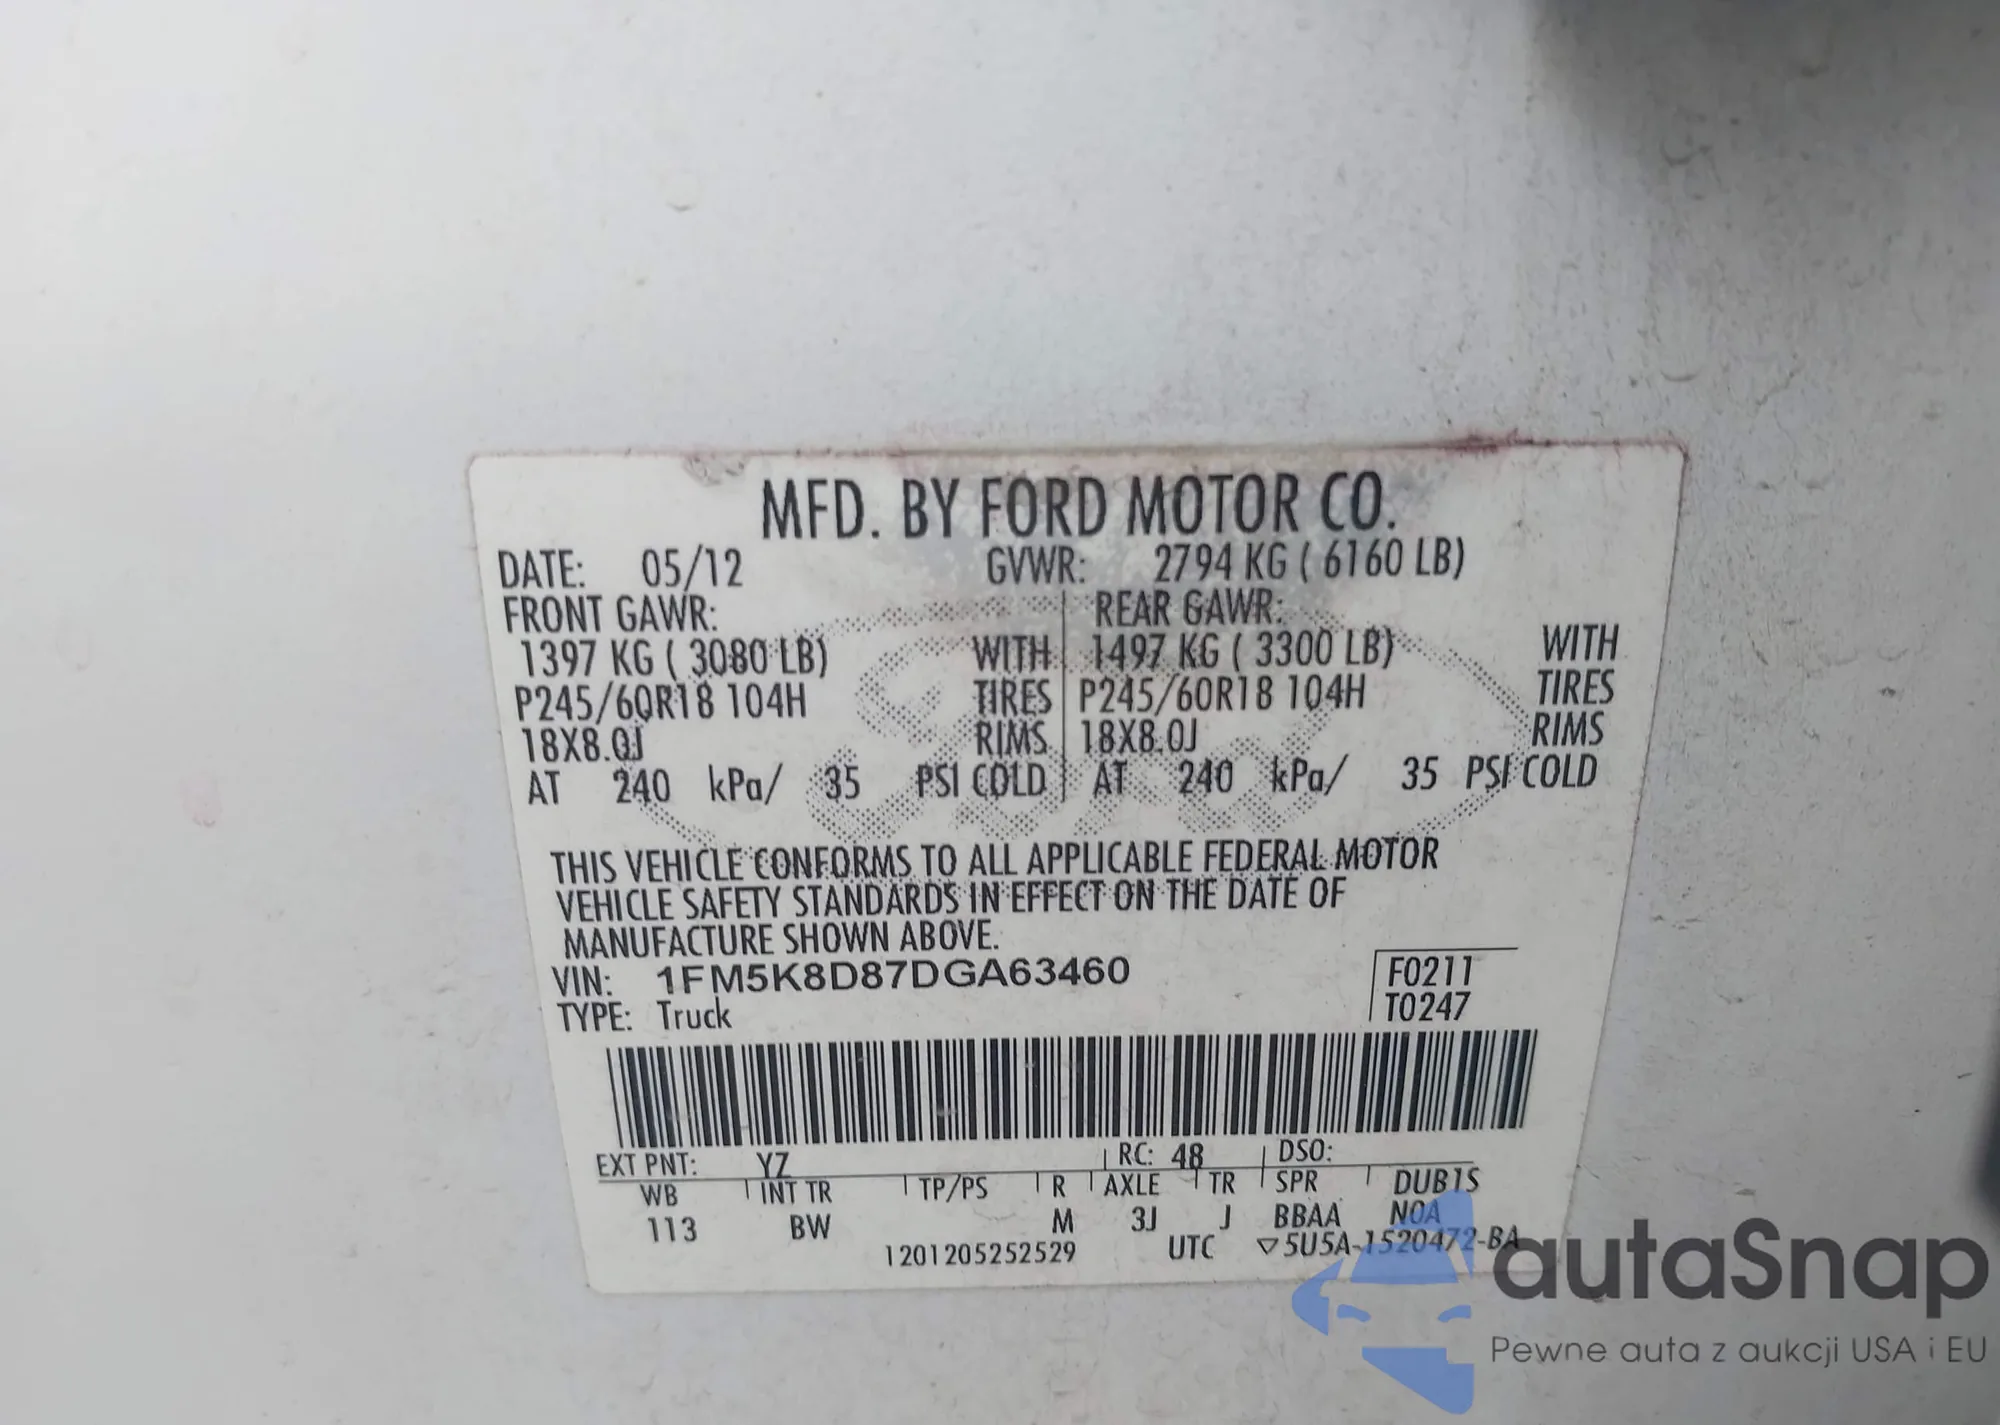 MFD. BY FORD MOTOR CO.
DATE: 05/12 GVWR: 2794 KG ( 6160 LB)
FRONT GAWR: REAR GAWR:
1397 KG ( 3080 LB) WITH 1497 KG ( 3300 LB) WITH
P245/60R18 104H TIRES P245/60R18 104H TIRES
18X8.0J RIMS 18X8.0J RIMS
AT 240 kPa/ 35 PSI COLD AT 240 kPa/ 35 PSI COLD
THIS VEHICLE CONFORMS TO ALL APPLICABLE FEDERAL MOTOR
VEHICLE SAFETY STANDARDS IN EFFECT ON THE DATE OF
MANUFACTURE SHOWN ABOVE.
VIN: 1FM5K8D87DGA63460 F0211
TYPE: Truck T0247
EXT PNT: YZ RC: 48 DSO:
WB INT TR TP/PS R AXLE TR SPR DUB1S
113 BW M 3J J BBAA NOA
1201205252529 UTC ▽5U5A-1520472-BA
autaSnap
Pewne auta z aukcji USA i EU